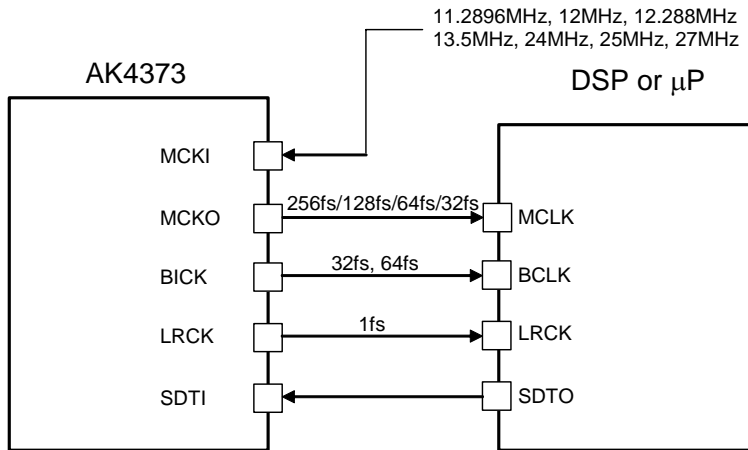 11.2896MHz, 12MHz, 12.288MHz
13.5MHz, 24MHz, 25MHz, 27MHz
AK4373
DSP or μP
MCKI
MCKO
256fs/128fs/64fs/32fs
MCLK
BICK
32fs, 64fs
BCLK
LRCK
1fs
LRCK
SDTI
SDTO